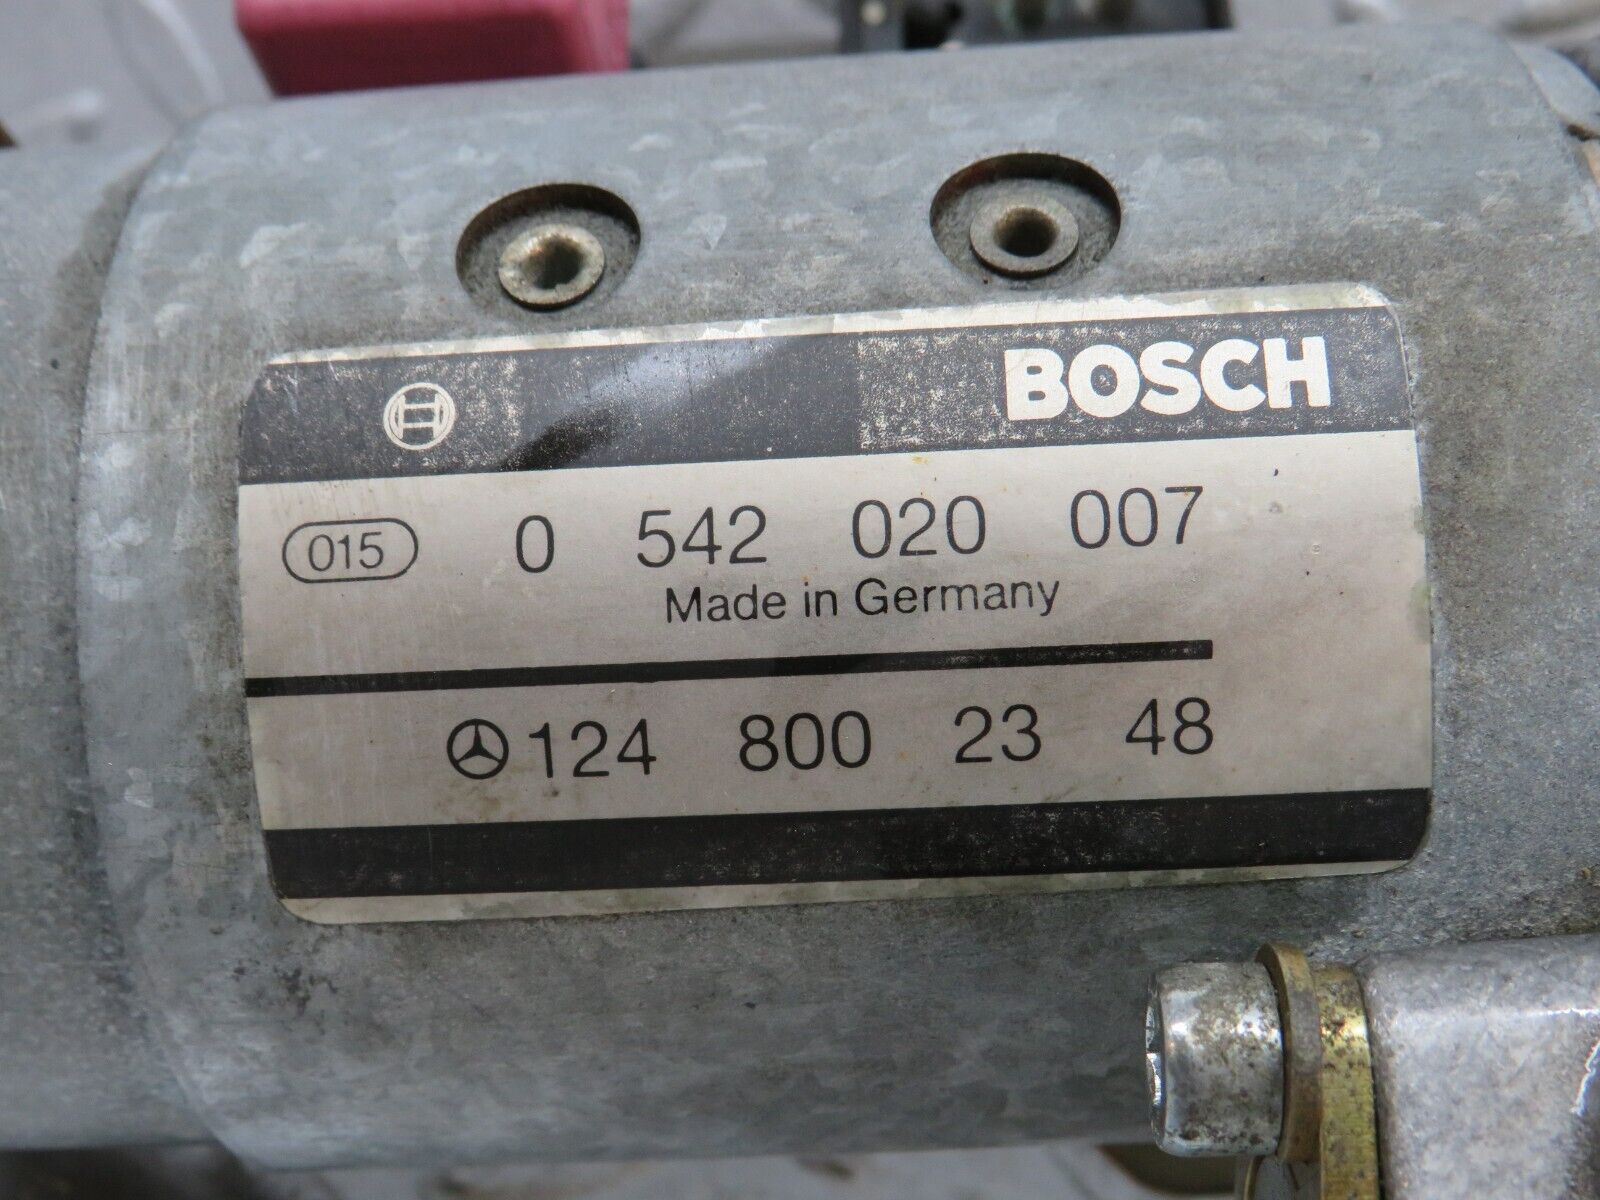 BOSCH
015 0 542 020 007
Made in Germany
124 800 23 48